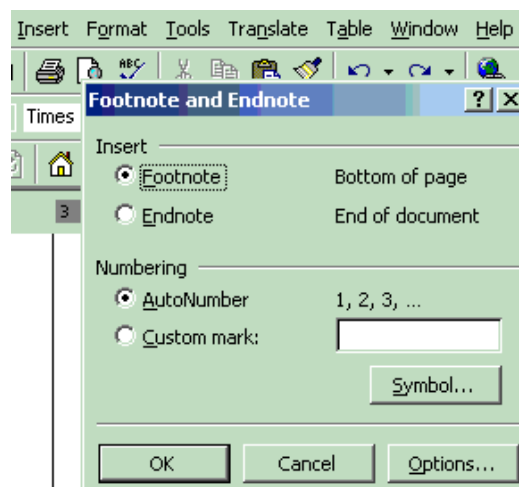 Insert Format Tools Translate Table Window Help
ABC
Times
Footnote and Endnote ? X
3
Insert
Footnote Bottom of page
Endnote End of document
Numbering
AutoNumber 1, 2, 3, ...
Custom mark:
Symbol...
OK Cancel Options...